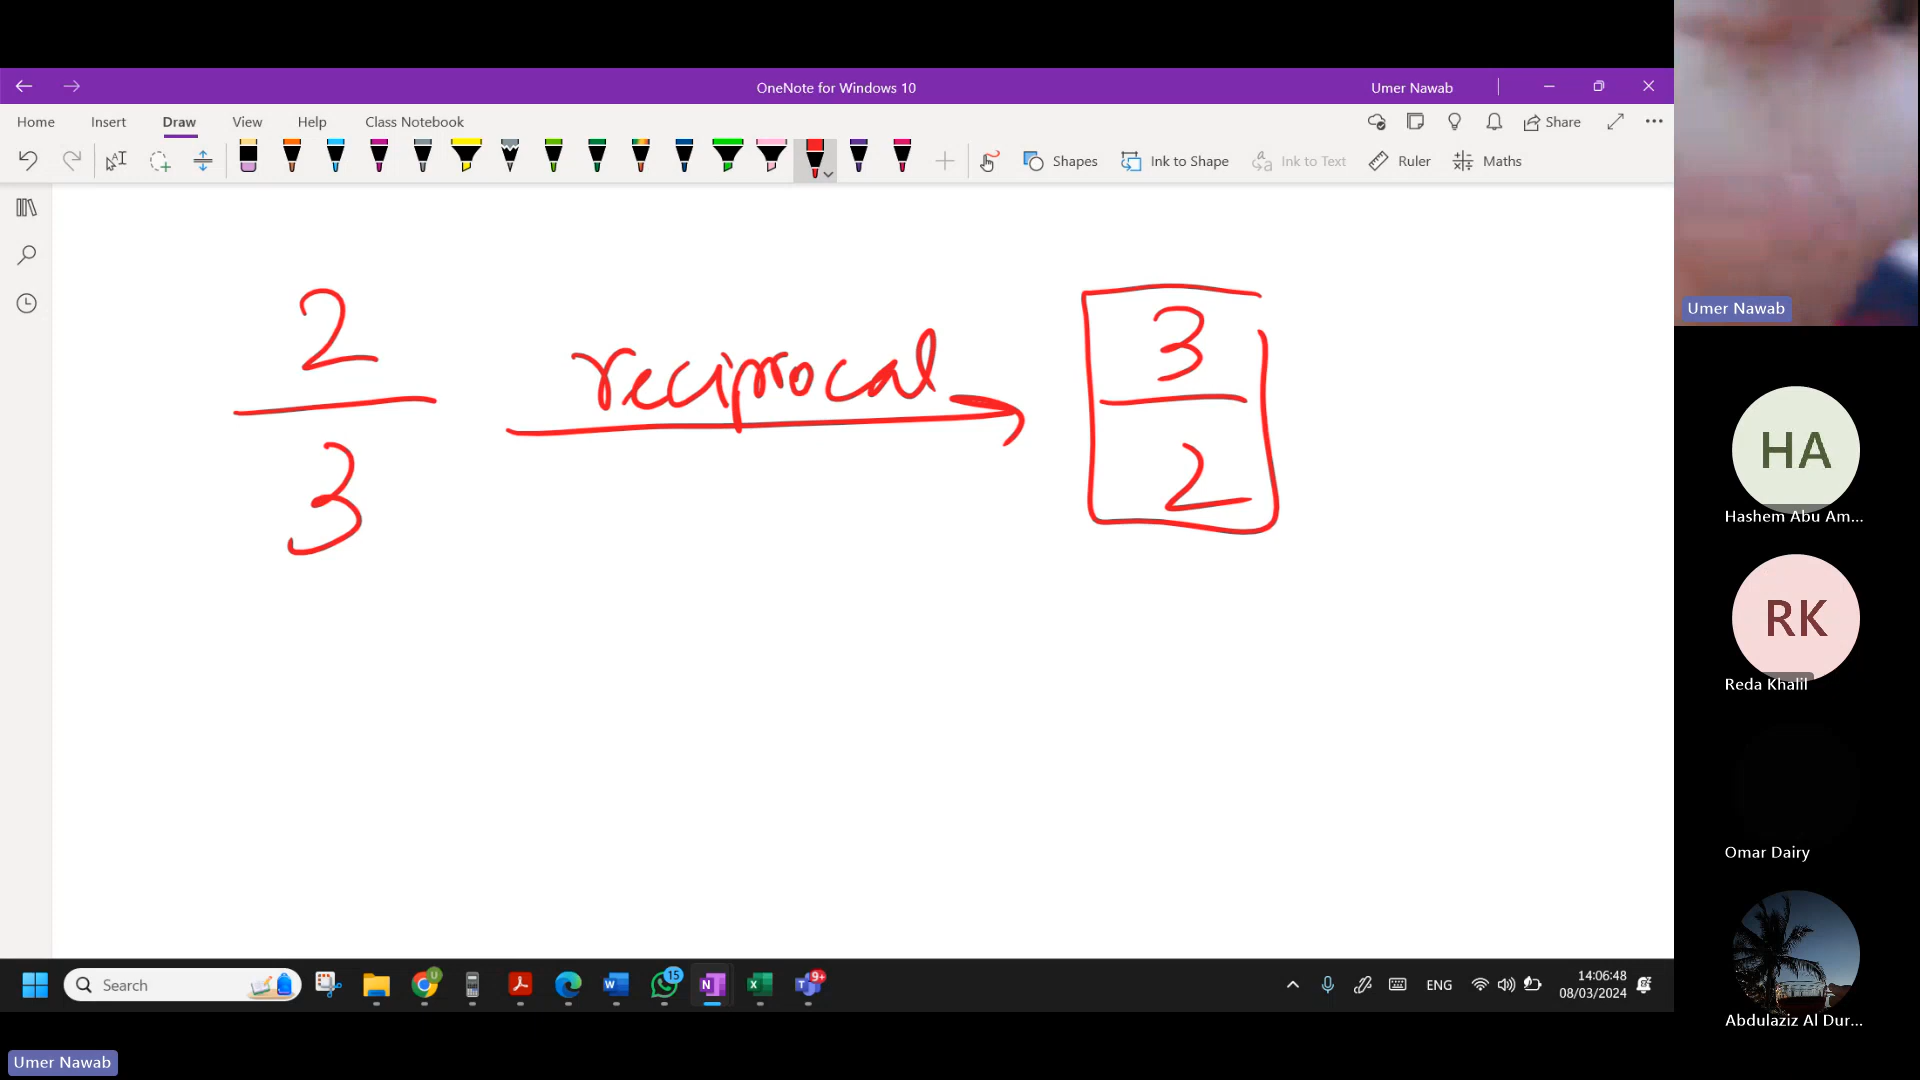 OneNote for Windows 10
Umer Nawab
Home Insert Draw View Help Class Notebook
Share
Shapes Ink to Shape Ink to Text Ruler Maths
2
3
reciprocal
3
2
Umer Nawab
HA
Hashem Abu Am...
RK
Reda Khalil
Omar Dairy
Abdulaziz Al Dur...
Search
U
W
15
N
X
9+
ENG
14:06:48
08/03/2024
Umer Nawab